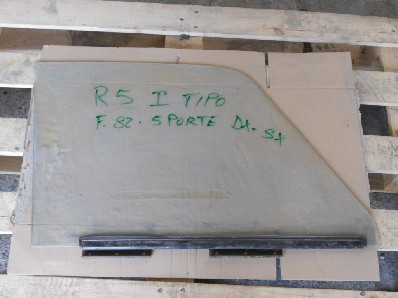 R5 I TIPO
F. 82. 5 PORTE DX. SX